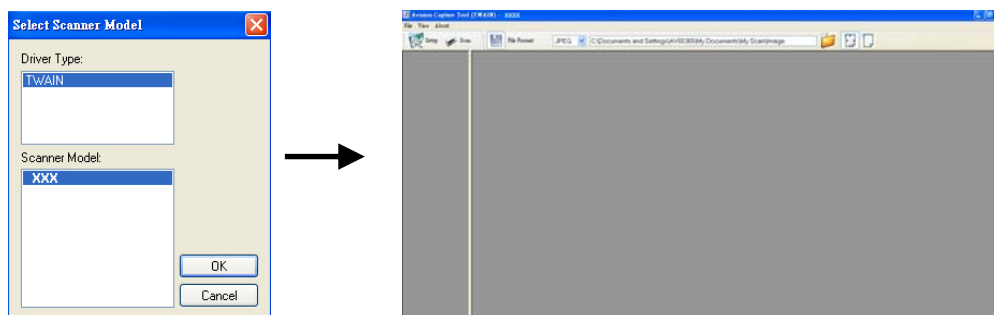 Select Scanner Model
Driver Type:
TWAIN
Scanner Model:
XXX
OK
Cancel
Avision Capture Tool (TWAIN) - XXXX
File View About
Setup Scan File Format: JPEG C:\Documents and Settings\AV88305\My Documents\My Scan\Image